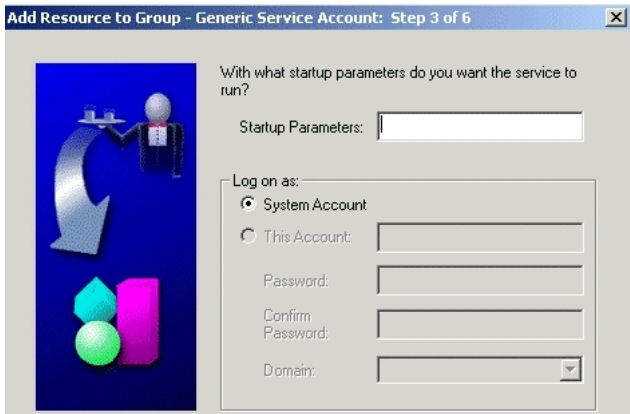 Add Resource to Group - Generic Service Account: Step 3 of 6
With what startup parameters do you want the service to
run?
Startup Parameters:
Log on as:
System Account
This Account:
Password:
Confirm
Password:
Domain: